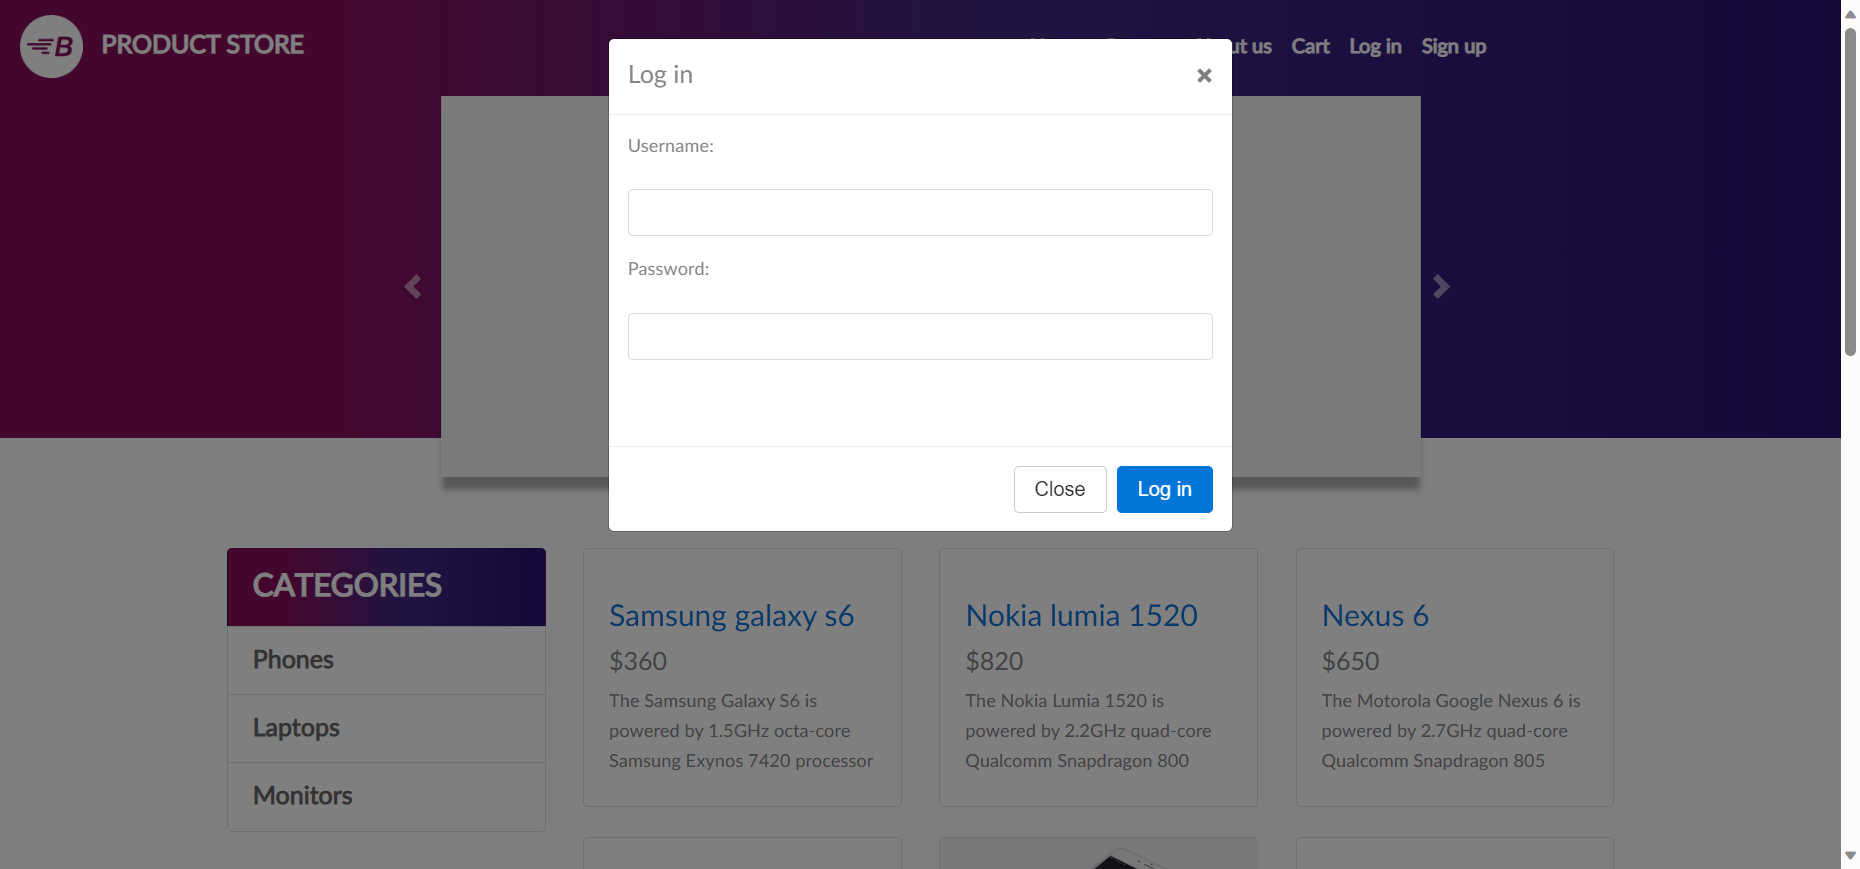 B PRODUCT STORE
ut us Cart Log in Sign up
Log in
Username:
Password:
Close Log in
CATEGORIES
Phones
Laptops
Monitors
Samsung galaxy s6
$360
The Samsung Galaxy S6 is
powered by 1.5GHz octa-core
Samsung Exynos 7420 processor
Nokia lumia 1520
$820
The Nokia Lumia 1520 is
powered by 2.2GHz quad-core
Qualcomm Snapdragon 800
Nexus 6
$650
The Motorola Google Nexus 6 is
powered by 2.7GHz quad-core
Qualcomm Snapdragon 805